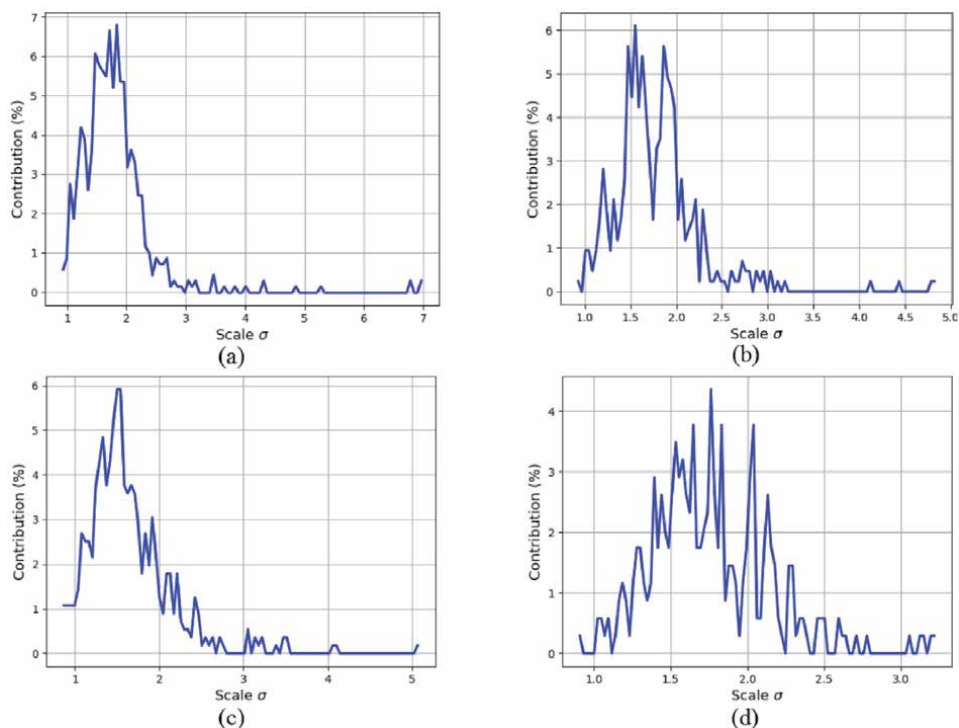 7
6
5
4
3
2
1
0
Contribution (%)
1 2 3 4 5 6 7
Scale σ
(a)
6
5
4
3
2
1
0
Contribution (%)
1.0 1.5 2.0 2.5 3.0 3.5 4.0 4.5 5.0
Scale σ
(b)
6
5
4
3
2
1
0
Contribution (%)
1 2 3 4 5
Scale σ
(c)
4
3
2
1
0
Contribution (%)
1.0 1.5 2.0 2.5 3.0
Scale σ
(d)